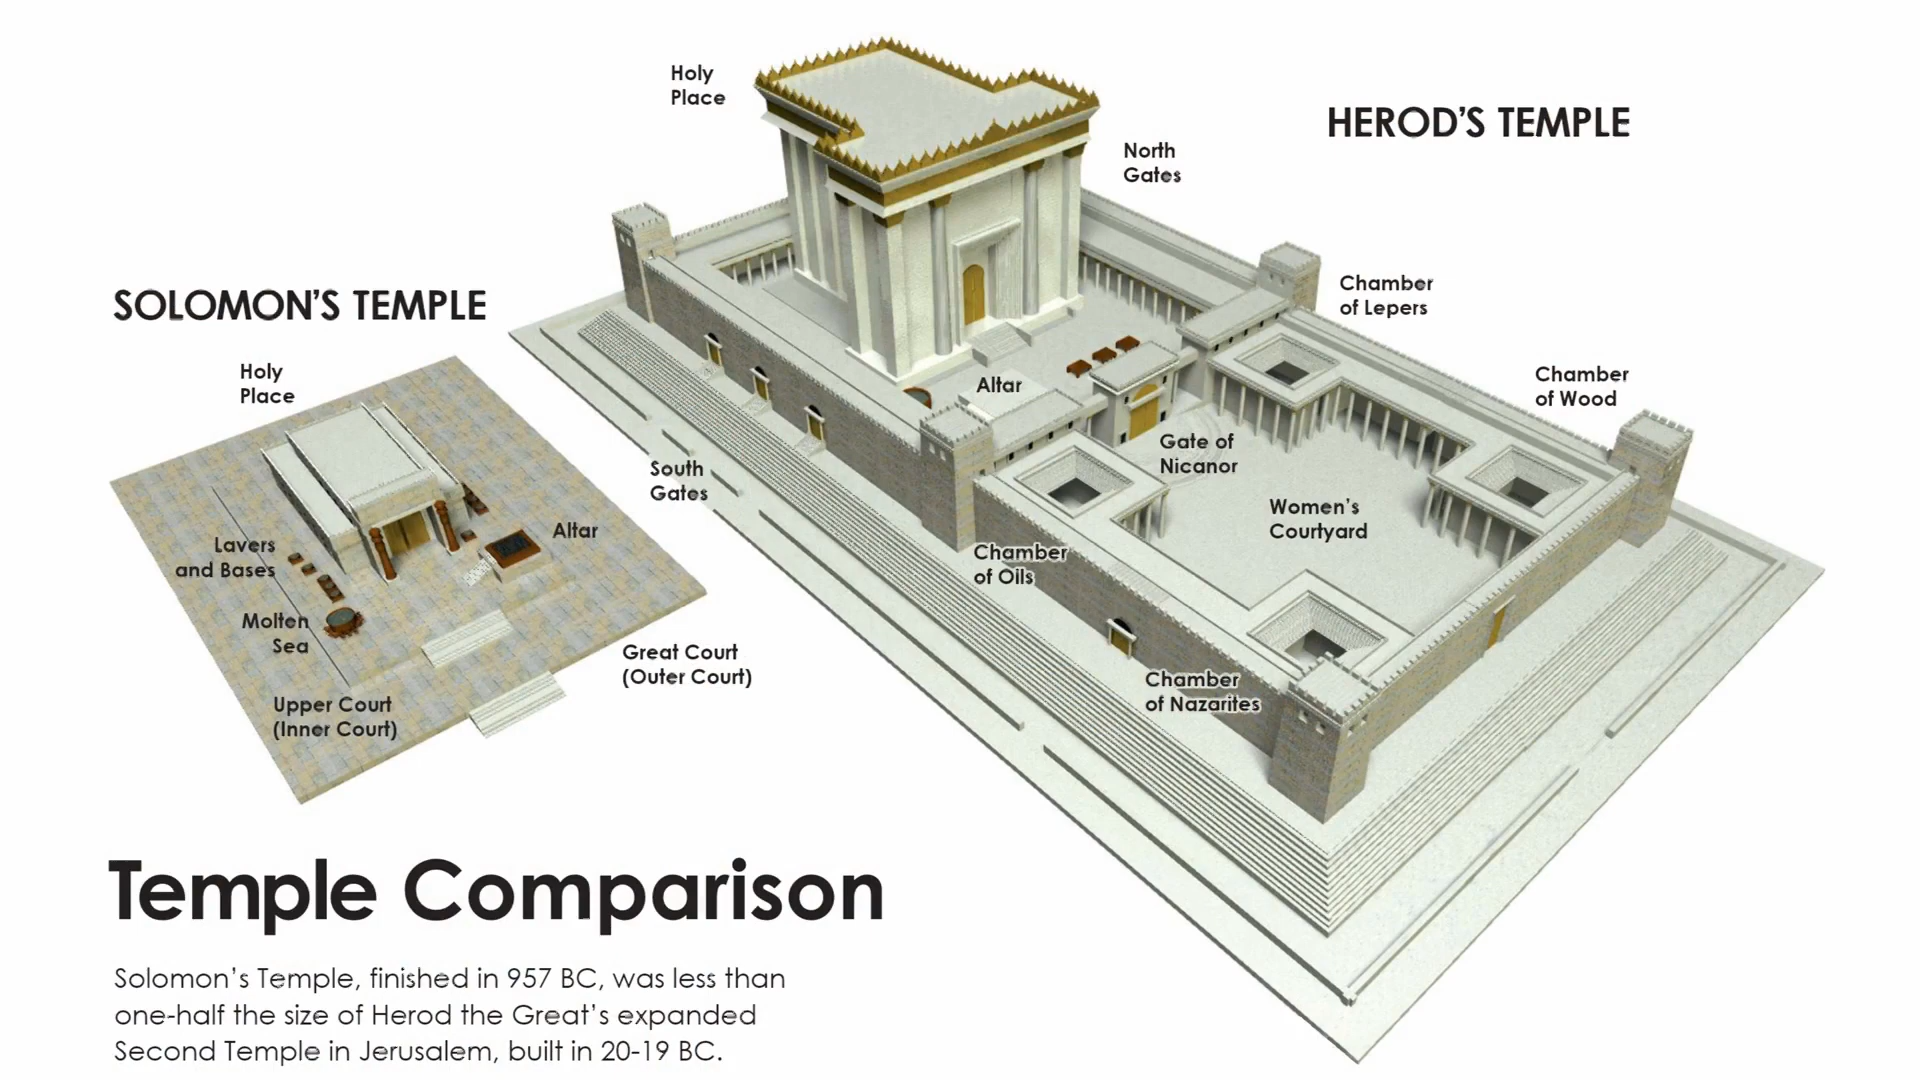 HEROD'S TEMPLE
Holy
Place
North
Gates
Chamber
of Lepers
Chamber
of Wood
Altar
Gate of
Nicanor
Women's
Courtyard
South
Gates
Chamber
of Oils
Chamber
of Nazarites
SOLOMON'S TEMPLE
Holy
Place
Altar
Lavers
and Bases
Molten
Sea
Great Court
(Outer Court)
Upper Court
(Inner Court)
Temple Comparison
Solomon's Temple, finished in 957 BC, was less than
one-half the size of Herod the Great's expanded
Second Temple in Jerusalem, built in 20-19 BC.